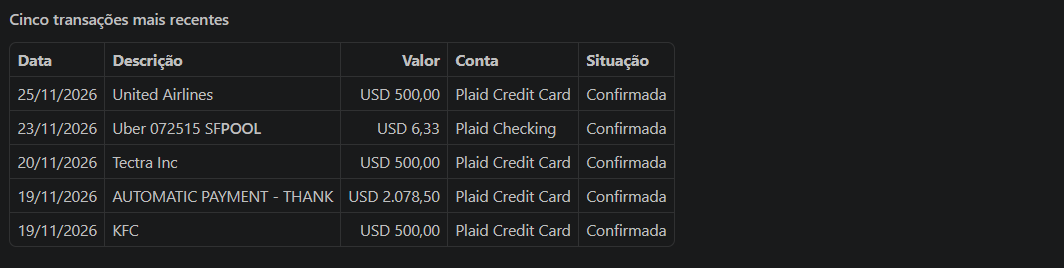 Cinco transações mais recentes
Data Descrição Valor Conta Situação
25/11/2026 United Airlines USD 500,00 Plaid Credit Card Confirmada
23/11/2026 Uber 072515 SFPOOL USD 6,33 Plaid Checking Confirmada
20/11/2026 Tectra Inc USD 500,00 Plaid Credit Card Confirmada
19/11/2026 AUTOMATIC PAYMENT - THANK USD 2.078,50 Plaid Credit Card Confirmada
19/11/2026 KFC USD 500,00 Plaid Credit Card Confirmada